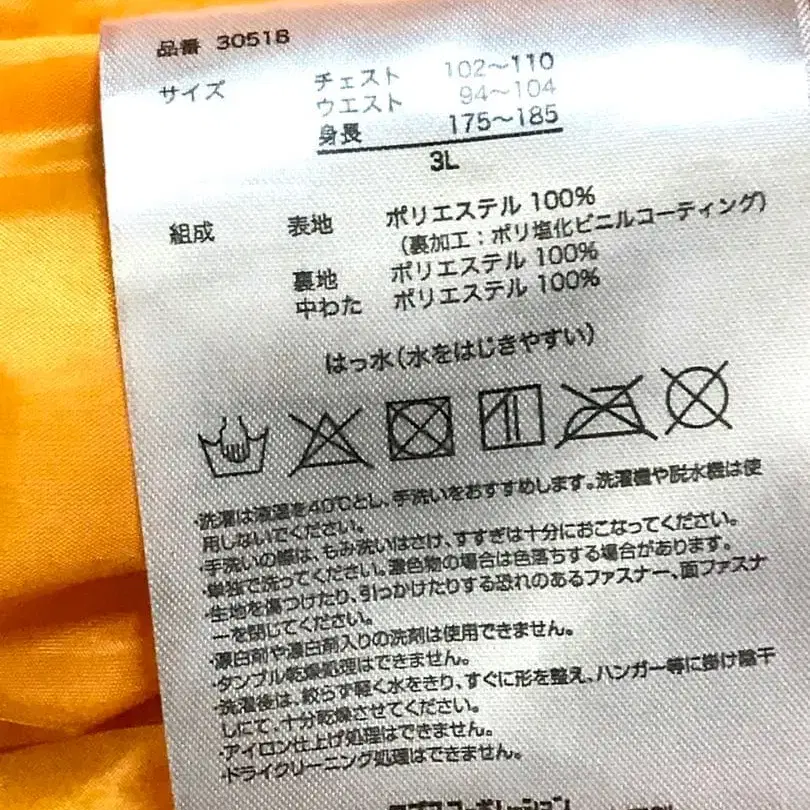 品番 30518
サイズ チェスト 102～110
ウエスト 94～104
身長 175～185
3L
組成 表地 ポリエステル 100%
（裏加工：ポリ塩化ビニルコーティング）
裏地 ポリエステル 100%
中わた ポリエステル 100%
はっ水（水をはじきやすい）
・洗濯は液温を40℃とし、手洗いをおすすめします。洗濯機や脱水機は使
用しないでください。
・手洗いの際は、もみ洗いはさけ、すすぎは十分におこなってください。
・単独で洗ってください。濃色物の場合は色落ちする場合があります。
・生地を傷つけたり、引っかけたりする恐れのあるファスナー、面ファスナ
ーを閉じてください。
・漂白剤や漂白剤入りの洗剤は使用できません。
・タンブル乾燥処理はできません。
・洗濯後は、絞らず軽く水をきり、すぐに形を整え、ハンガー等に掛け陰干
しにて、十分乾燥させてください。
・アイロン仕上げ処理はできません。
・ドライクリーニング処理はできません。